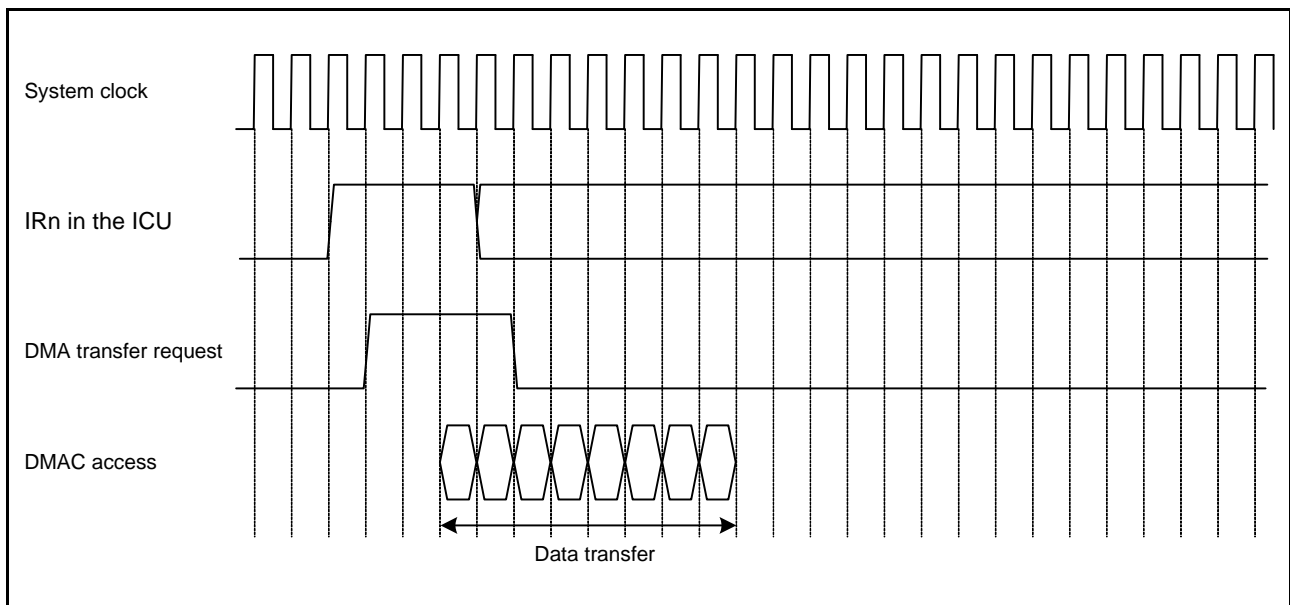 System clock
IRn in the ICU
DMA transfer request
DMAC access
Data transfer